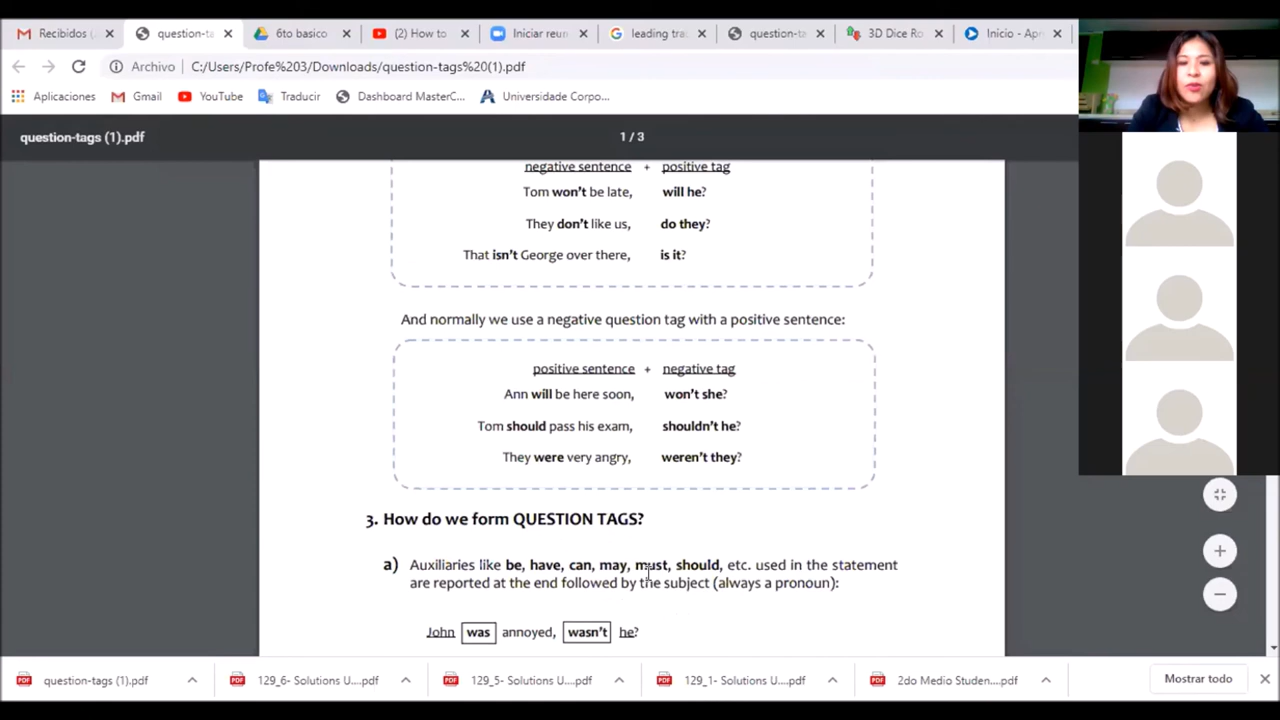 Recibidos (
question-ta
6to basico
(2) How to
Iniciar reun
leading tra
question-ta
3D Dice Ro
Inicio - Apr
Archivo
C:/Users/Profe%203/Downloads/question-tags%20(1).pdf
Aplicaciones
Gmail
YouTube
Traducir
Dashboard MasterC...
Universidade Corpo...
question-tags (1).pdf
1 / 3
negative sentence + positive tag
Tom won't be late, will he?
They don't like us, do they?
That isn't George over there, is it?
And normally we use a negative question tag with a positive sentence:
positive sentence + negative tag
Ann will be here soon, won't she?
Tom should pass his exam, shouldn't he?
They were very angry, weren't they?
3. How do we form QUESTION TAGS?
a) Auxiliaries like be, have, can, may, must, should, etc. used in the statement
are reported at the end followed by the subject (always a pronoun):
John was annoyed, wasn't he?
question-tags (1).pdf
129_6- Solutions U....pdf
129_5- Solutions U....pdf
129_1- Solutions U....pdf
2do Medio Studen....pdf
Mostrar todo